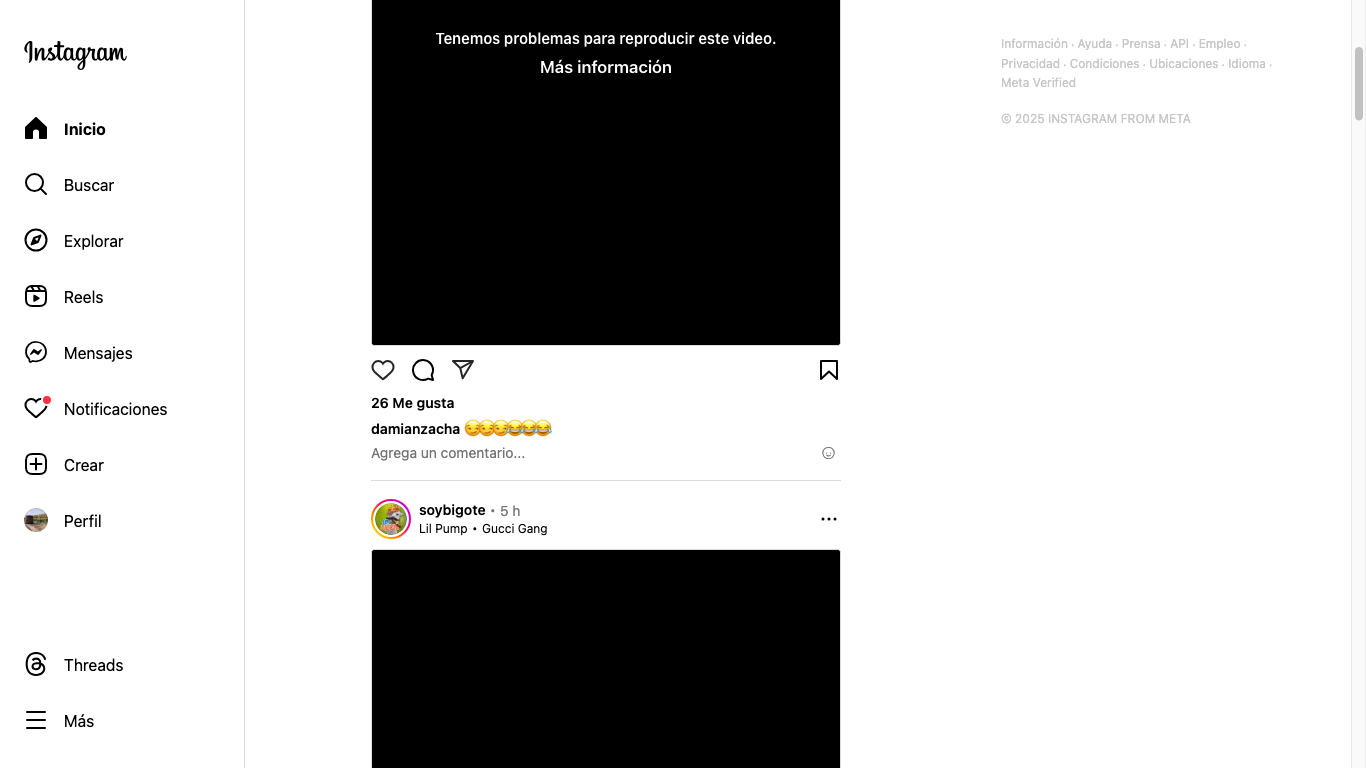 Instagram
Inicio
Buscar
Explorar
Reels
Mensajes
Notificaciones
Crear
Perfil
Threads
Más
Tenemos problemas para reproducir este video.
Más información
26 Me gusta
damianzacha 😏😏😏😂😂😂
Agrega un comentario...
soybigote • 5 h
Lil Pump • Gucci Gang
Información · Ayuda · Prensa · API · Empleo ·
Privacidad · Condiciones · Ubicaciones · Idioma ·
Meta Verified
© 2025 INSTAGRAM FROM META